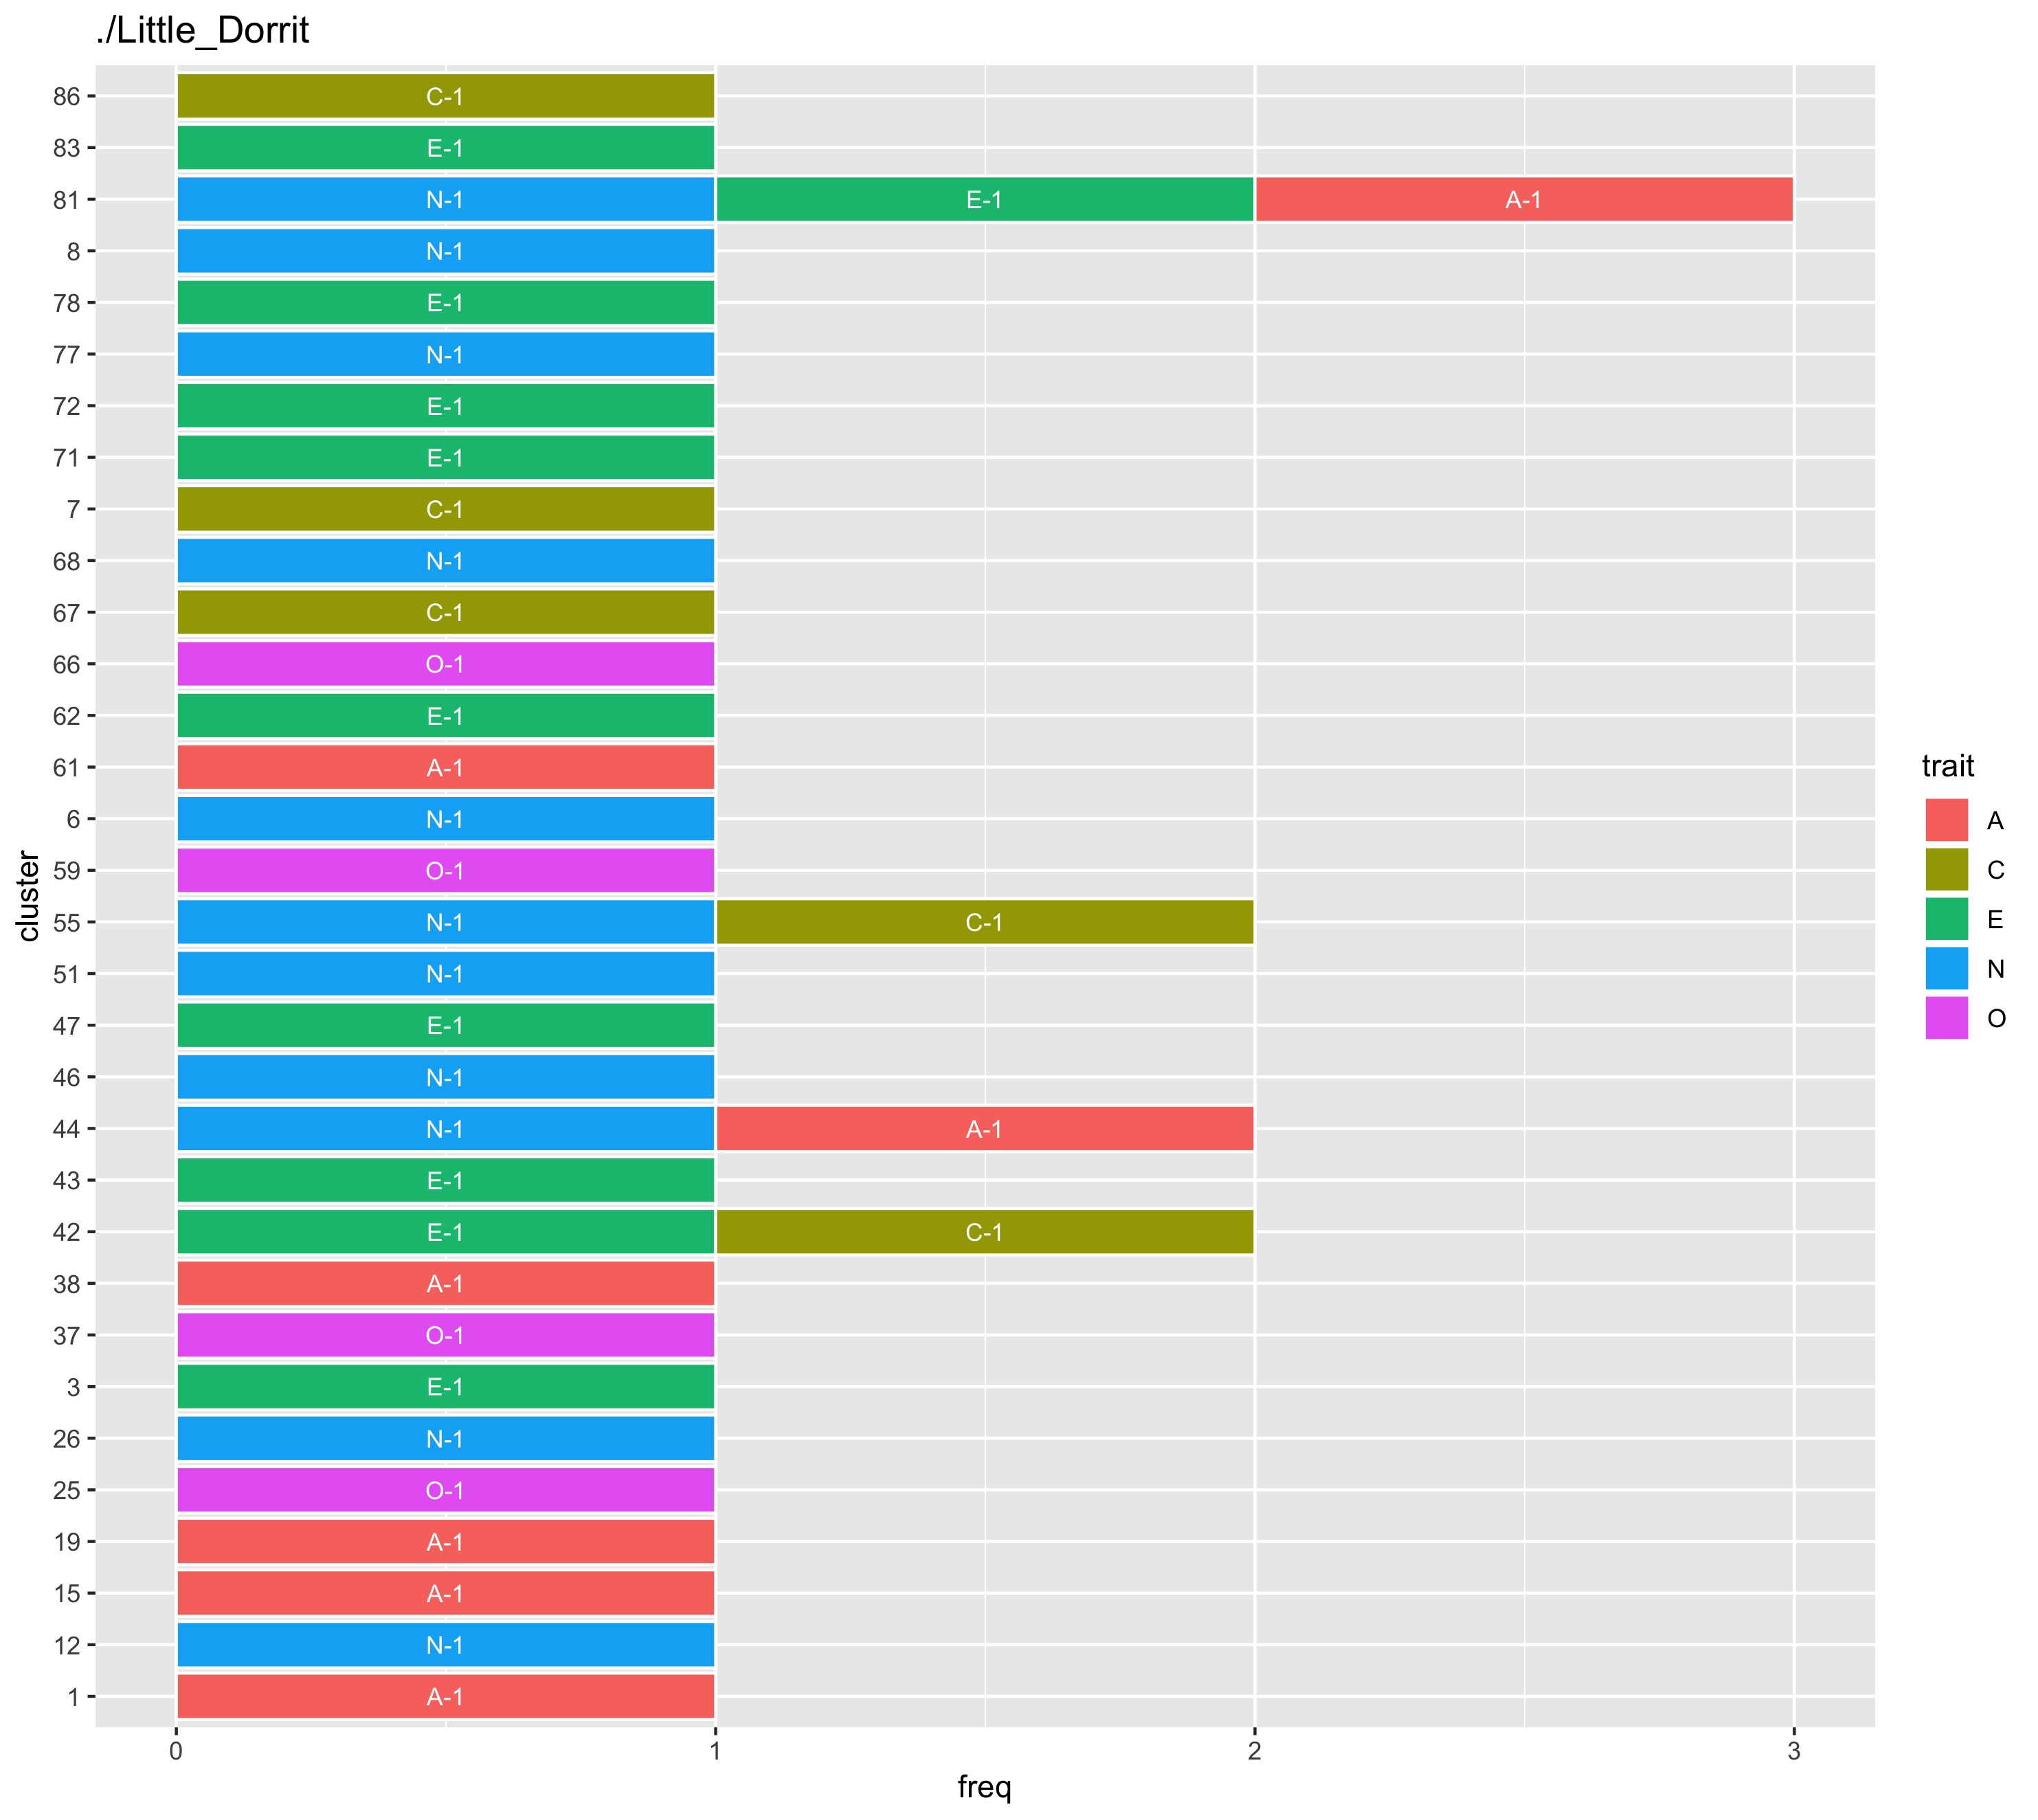 ./Little_Dorrit
86 C-1
83 E-1
81 N-1 E-1 A-1
8 N-1
78 E-1
77 N-1
72 E-1
71 E-1
7 C-1
68 N-1
67 C-1
66 O-1
62 E-1
61 A-1
6 N-1
59 O-1
55 N-1 C-1
51 N-1
47 E-1
46 N-1
44 N-1 A-1
43 E-1
42 E-1 C-1
38 A-1
37 O-1
3 E-1
26 N-1
25 O-1
19 A-1
15 A-1
12 N-1
1 A-1
0 1 2 3
freq
cluster
trait
A
C
E
N
O